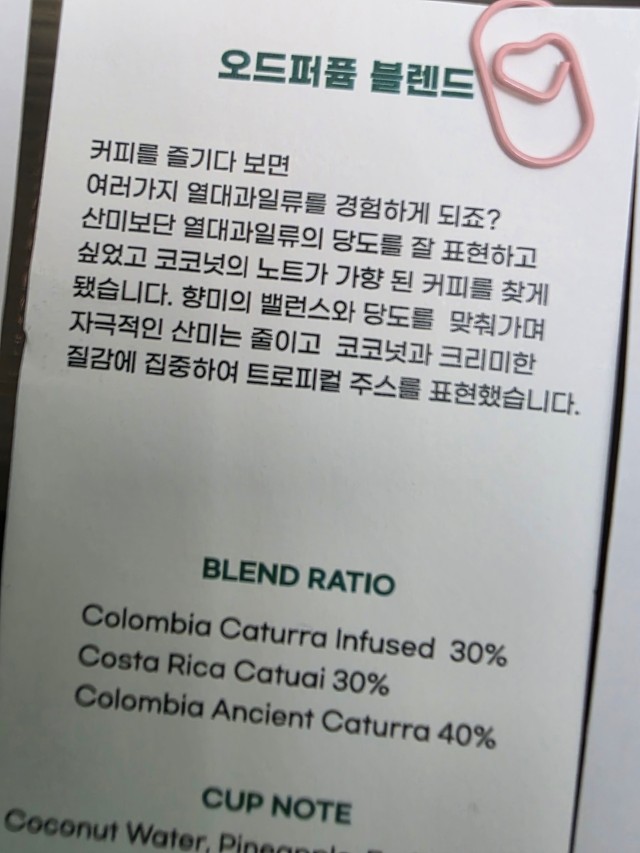 오드퍼퓸 블렌드
커피를 즐기다 보면
여러가지 열대과일류를 경험하게 되죠?
산미보단 열대과일류의 당도를 잘 표현하고
싶었고 코코넛의 노트가 가향 된 커피를 찾게
됐습니다. 향미의 밸런스와 당도를 맞춰가며
자극적인 산미는 줄이고 코코넛과 크리미한
질감에 집중하여 트로피컬 주스를 표현했습니다.
BLEND RATIO
Colombia Caturra Infused 30%
Costa Rica Catuai 30%
Colombia Ancient Caturra 40%
CUP NOTE
Coconut Water, Pineapple,